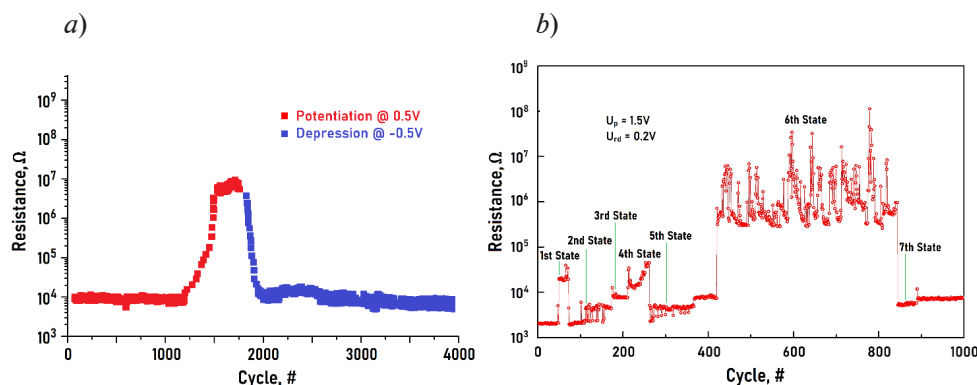 a)
Resistance, Ω
10⁹
10⁸
10⁷
10⁶
10⁵
10⁴
10³
Potentiation @ 0.5V
Depression @ -0.5V
0 1000 2000 3000 4000
Cycle, #
b)
Resistance, Ω
10⁹
10⁸
10⁷
10⁶
10⁵
10⁴
10³
Uₚ = 1.5V
Uᵣd = 0.2V
6th State
3rd State
2nd State
5th State
1st State
4th State
7th State
0 200 400 600 800 1000
Cycle, #